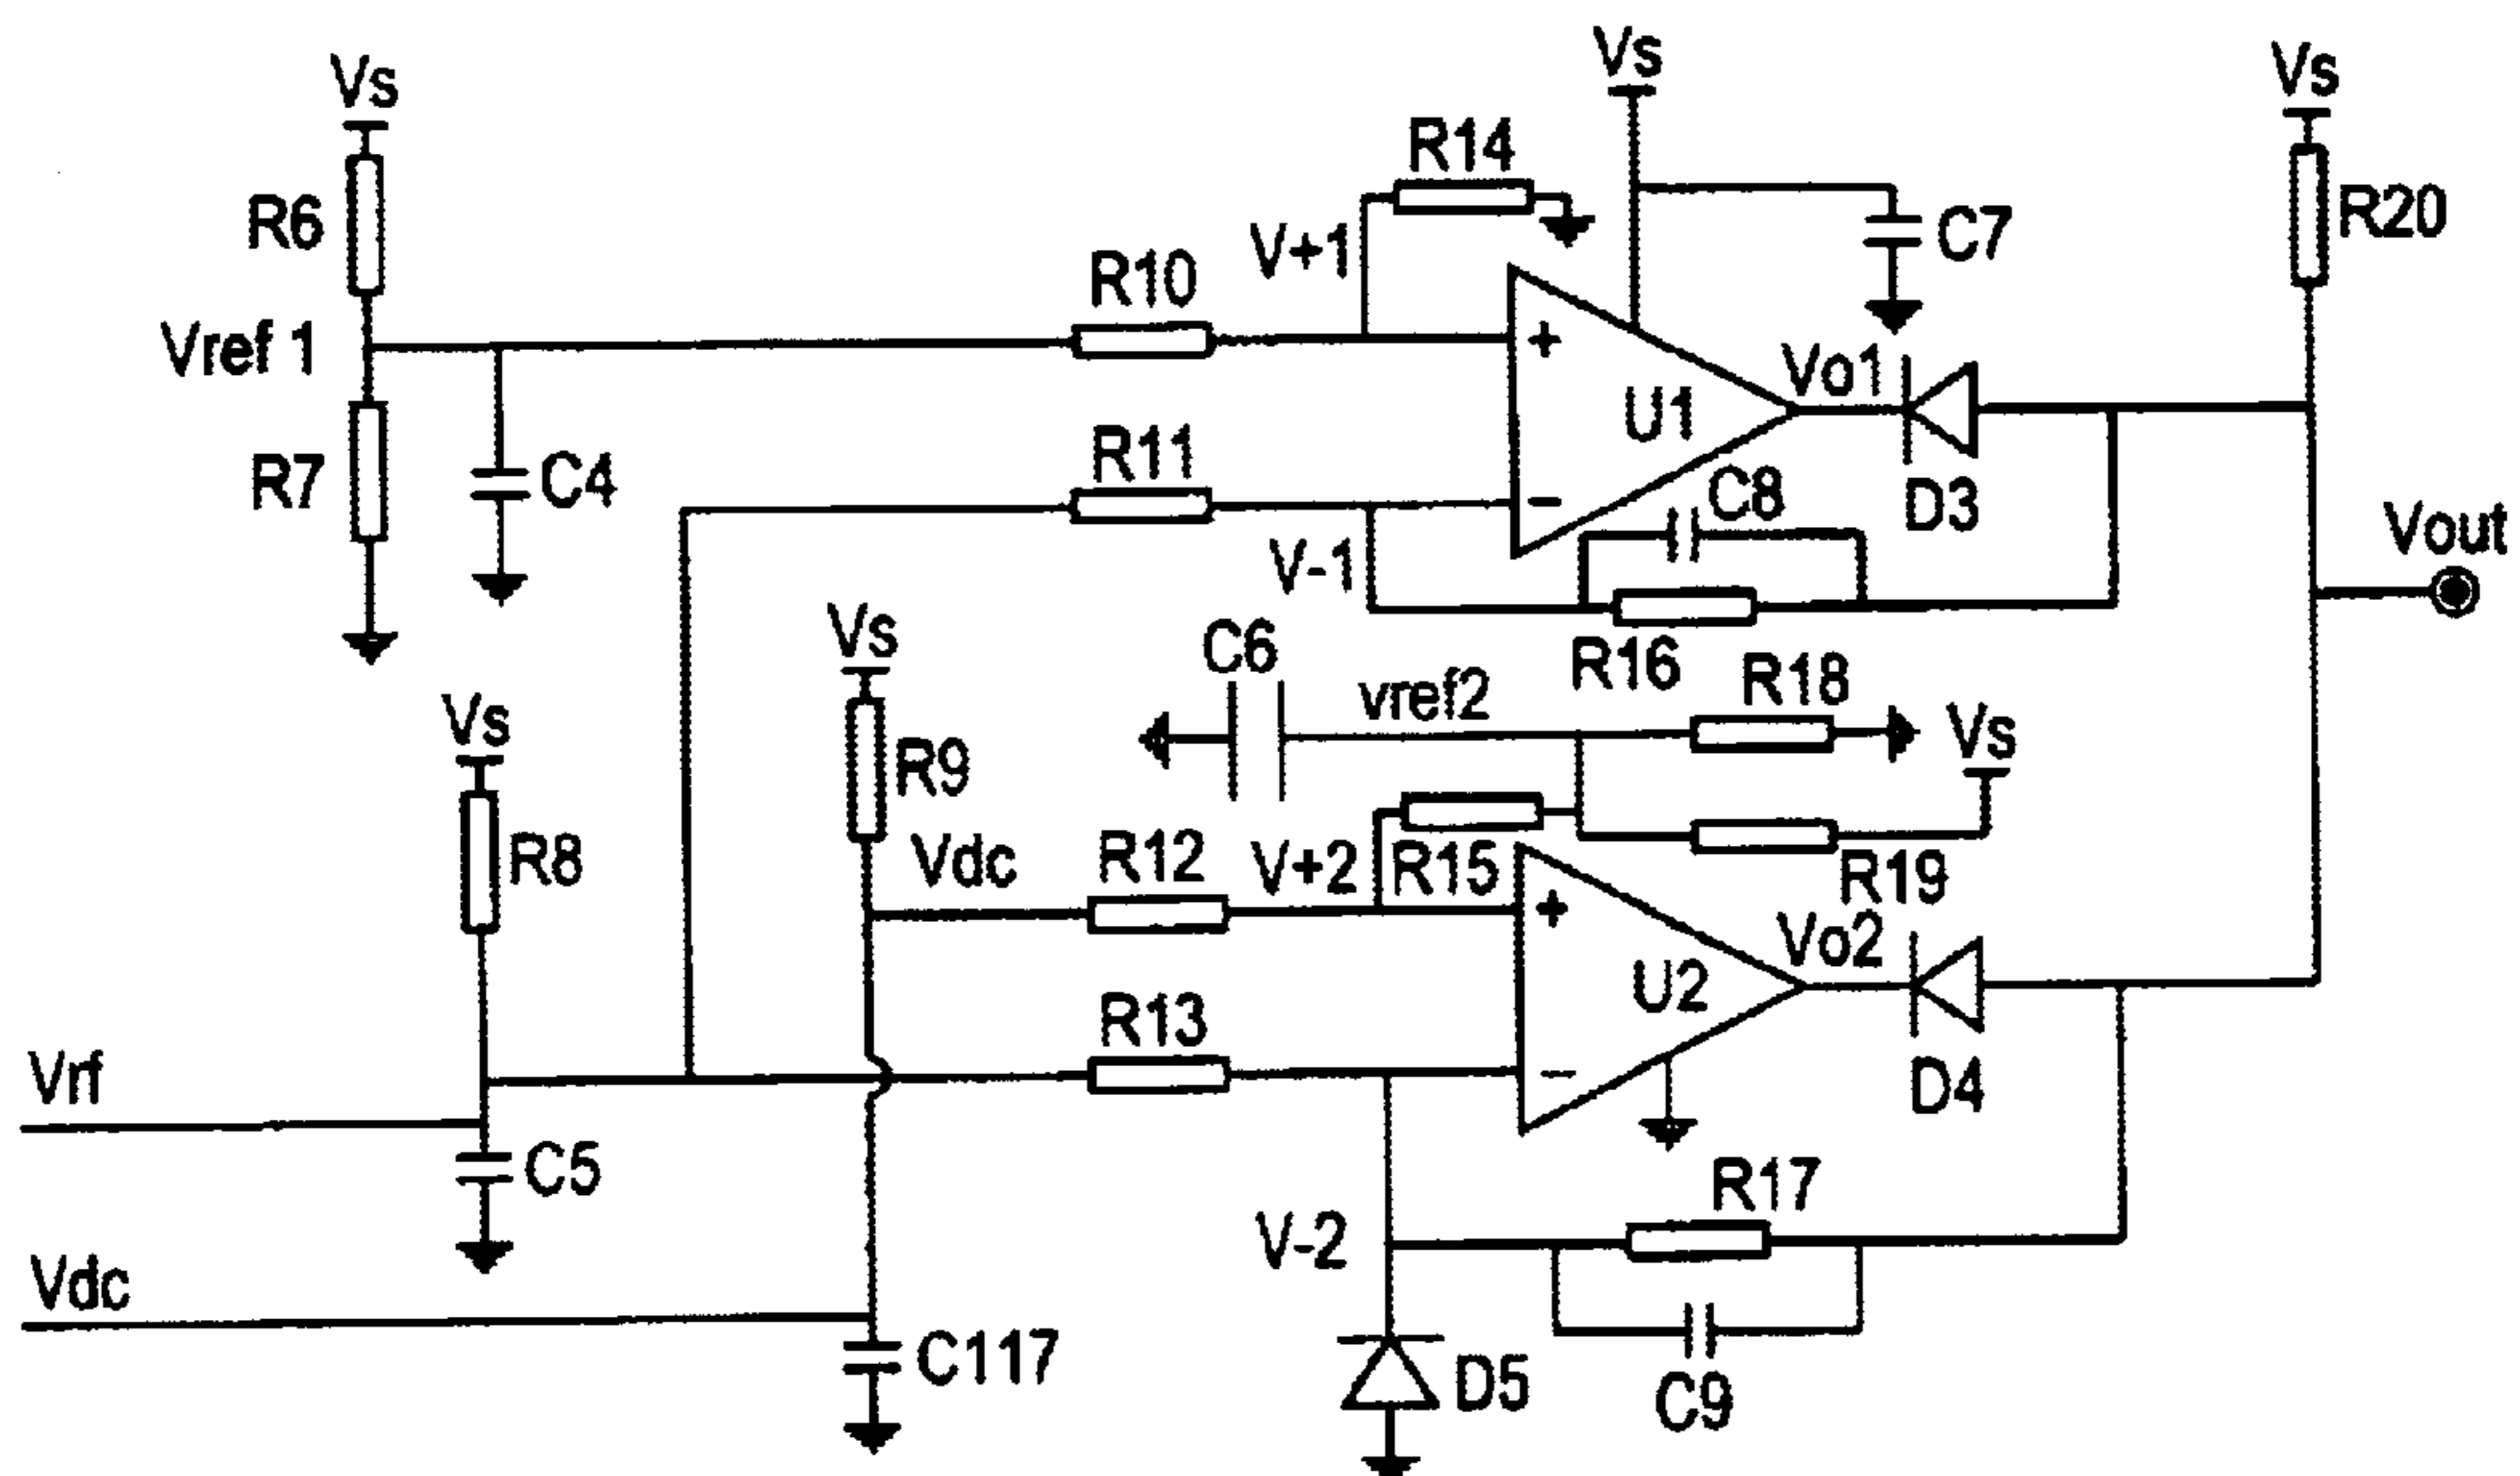 Vs
Vs
Vs
R14
R6
R20
V+1
C7
R10
Vref 1
Vo1
U1
R11
R7
C4
C8
D3
Vout
V-1
Vs
C6
R16
vref2
R18
Vs
Vs
R9
R8
Vdc
R12
V+2
R15
R19
Vo2
U2
R13
Vrf
D4
C5
R17
V-2
Vdc
C117
D5
C9
+
−
+
−